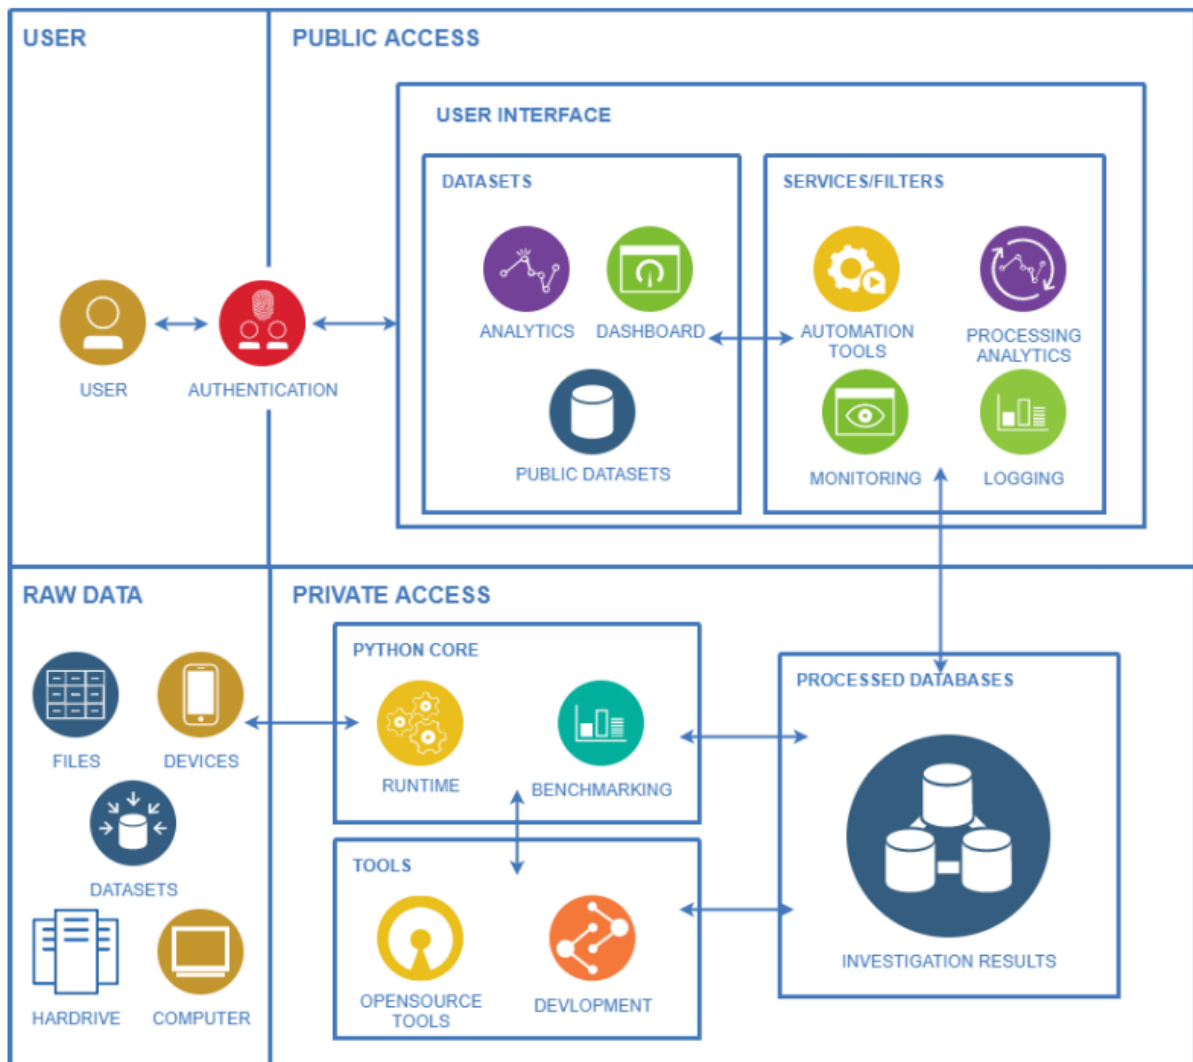 USER
PUBLIC ACCESS
USER INTERFACE
DATASETS
SERVICES/FILTERS
ANALYTICS
DASHBOARD
AUTOMATION
TOOLS
PROCESSING
ANALYTICS
USER
AUTHENTICATION
PUBLIC DATASETS
MONITORING
LOGGING
RAW DATA
PRIVATE ACCESS
PYTHON CORE
PROCESSED DATABASES
FILES
DEVICES
RUNTIME
BENCHMARKING
DATASETS
TOOLS
INVESTIGATION RESULTS
HARDRIVE
COMPUTER
OPENSOURCE
TOOLS
DEVLOPMENT